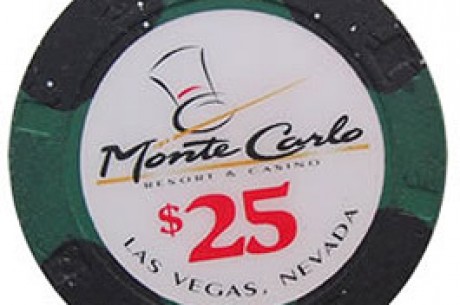 Monte Carlo
RESORT & CASINO
$25
LAS VEGAS, NEVADA